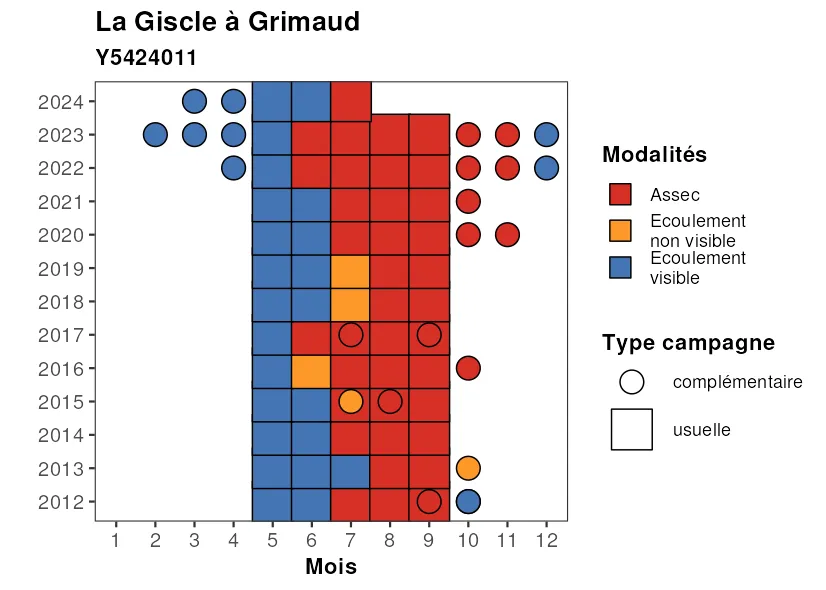 La Giscle à Grimaud
Y5424011
2024
2023
2022
2021
2020
2019
2018
2017
2016
2015
2014
2013
2012
1 2 3 4 5 6 7 8 9 10 11 12
Mois
Modalités
Assec
Ecoulement
non visible
Ecoulement
visible
Type campagne
complémentaire
usuelle